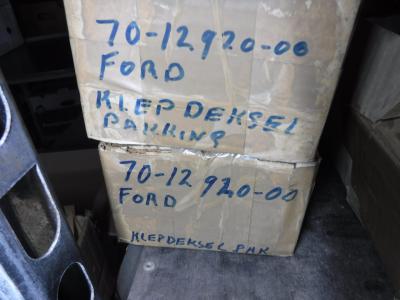 70-12920-00
FORD
KLEPDEKSEL
PAKKING
70-12920-00
FORD
KLEPDEKSEL PAK